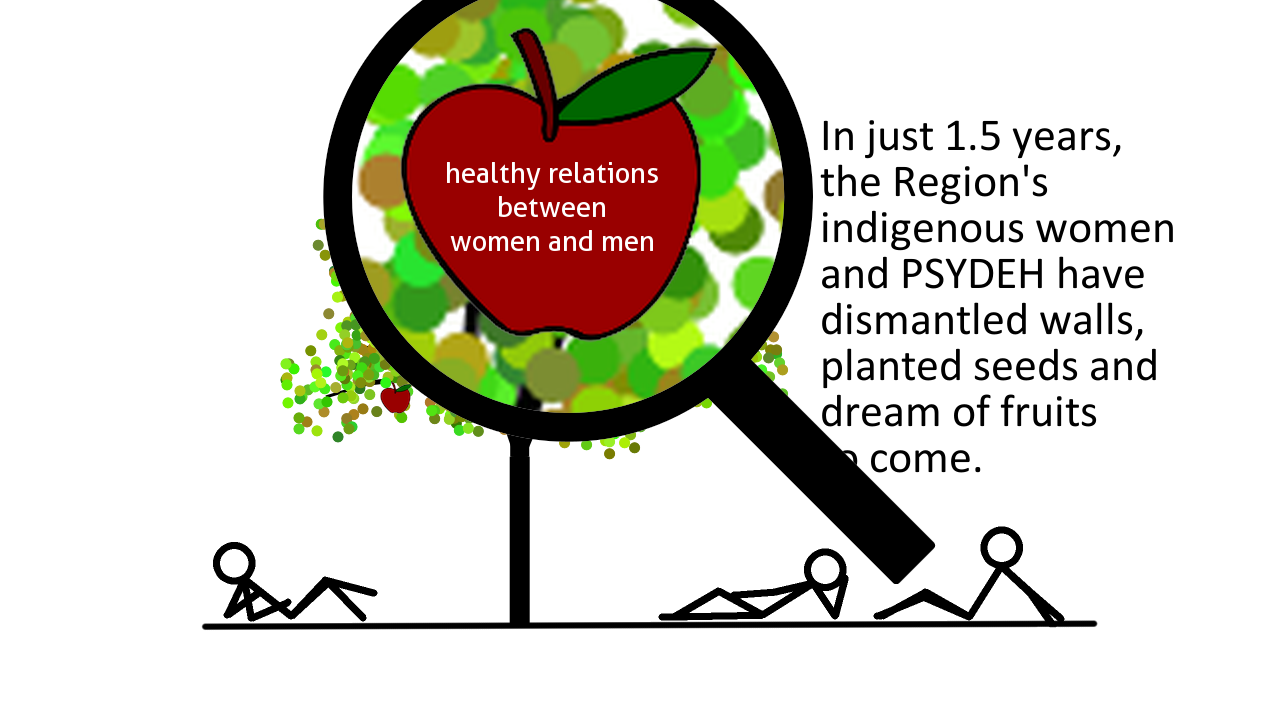 healthy relations
between
women and men
In just 1.5 years,
the Region's
indigenous women
and PSYDEH have
dismantled walls,
planted seeds and
dream of fruits
come.